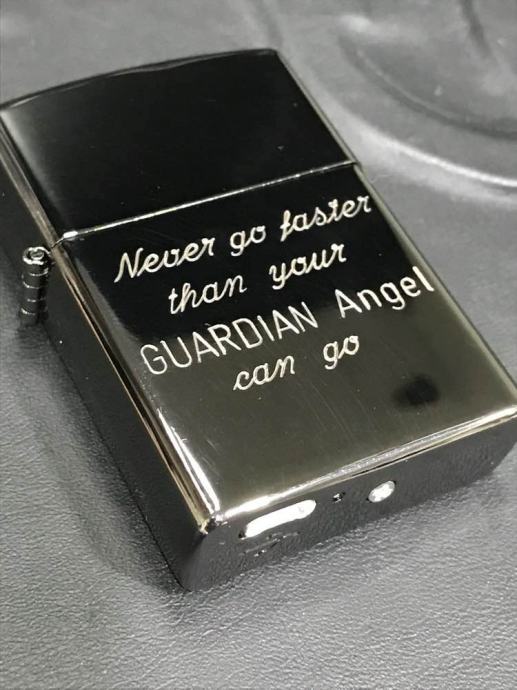 Never go faster
than your
GUARDIAN Angel
can go